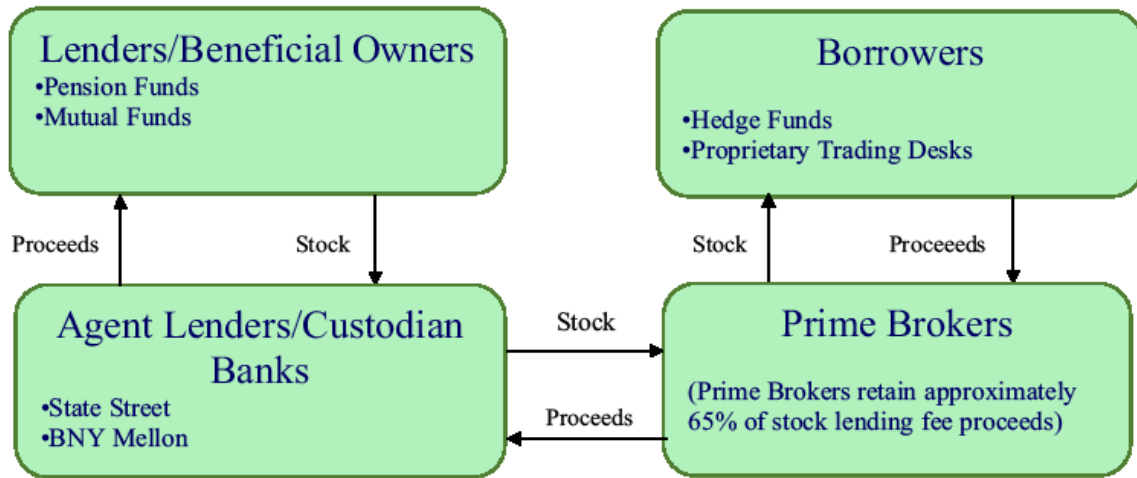 Lenders/Beneficial Owners
•Pension Funds
•Mutual Funds
Borrowers
•Hedge Funds
•Proprietary Trading Desks
Proceeds
Stock
Stock
Proceeeds
Agent Lenders/Custodian
Banks
•State Street
•BNY Mellon
Stock
Proceeds
Prime Brokers
(Prime Brokers retain approximately
65% of stock lending fee proceeds)